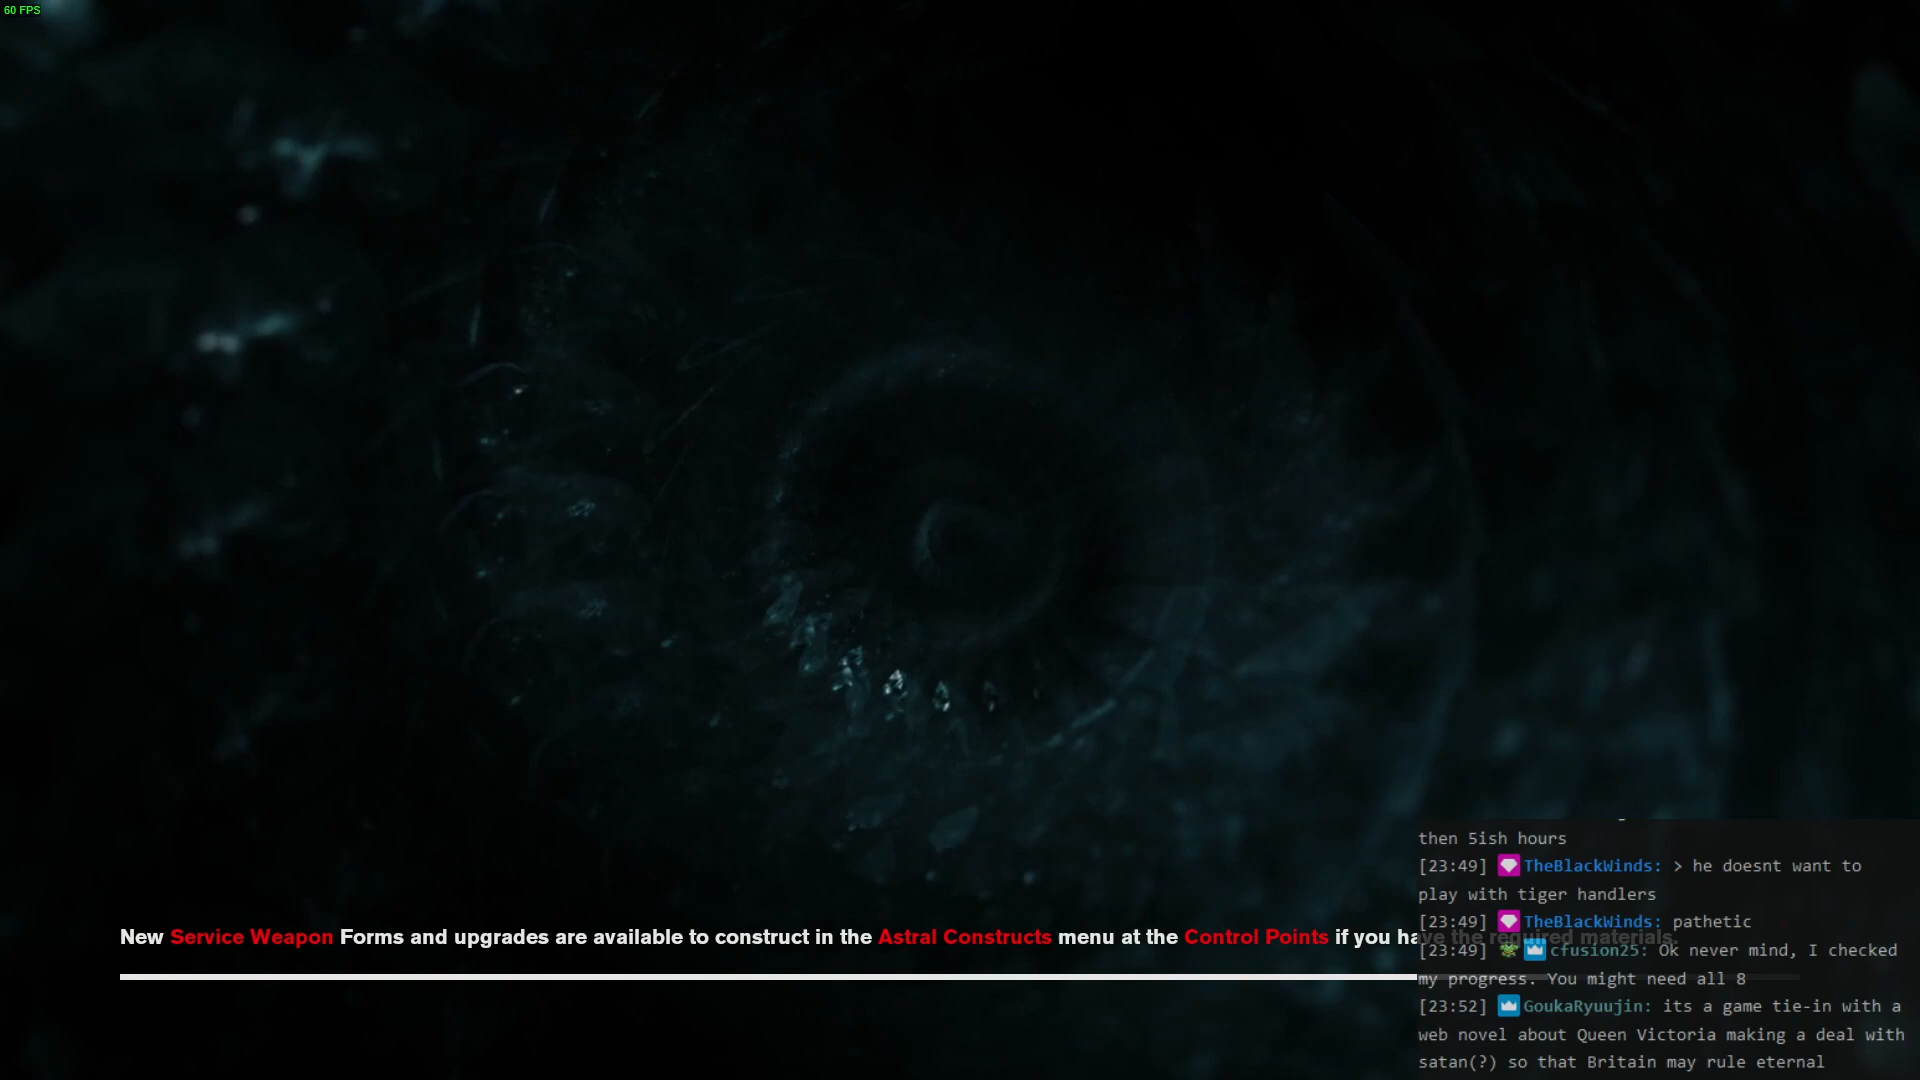 60 FPS
New Service Weapon Forms and upgrades are available to construct in the Astral Constructs menu at the Control Points if you have the required materials.
then 5ish hours
[23:49] TheBlackWinds: > he doesnt want to
play with tiger handlers
[23:49] TheBlackWinds: pathetic
[23:49] cfusion25: Ok never mind, I checked
my progress. You might need all 8
[23:52] GoukaRyuujin: its a game tie-in with a
web novel about Queen Victoria making a deal with
satan(?) so that Britain may rule eternal